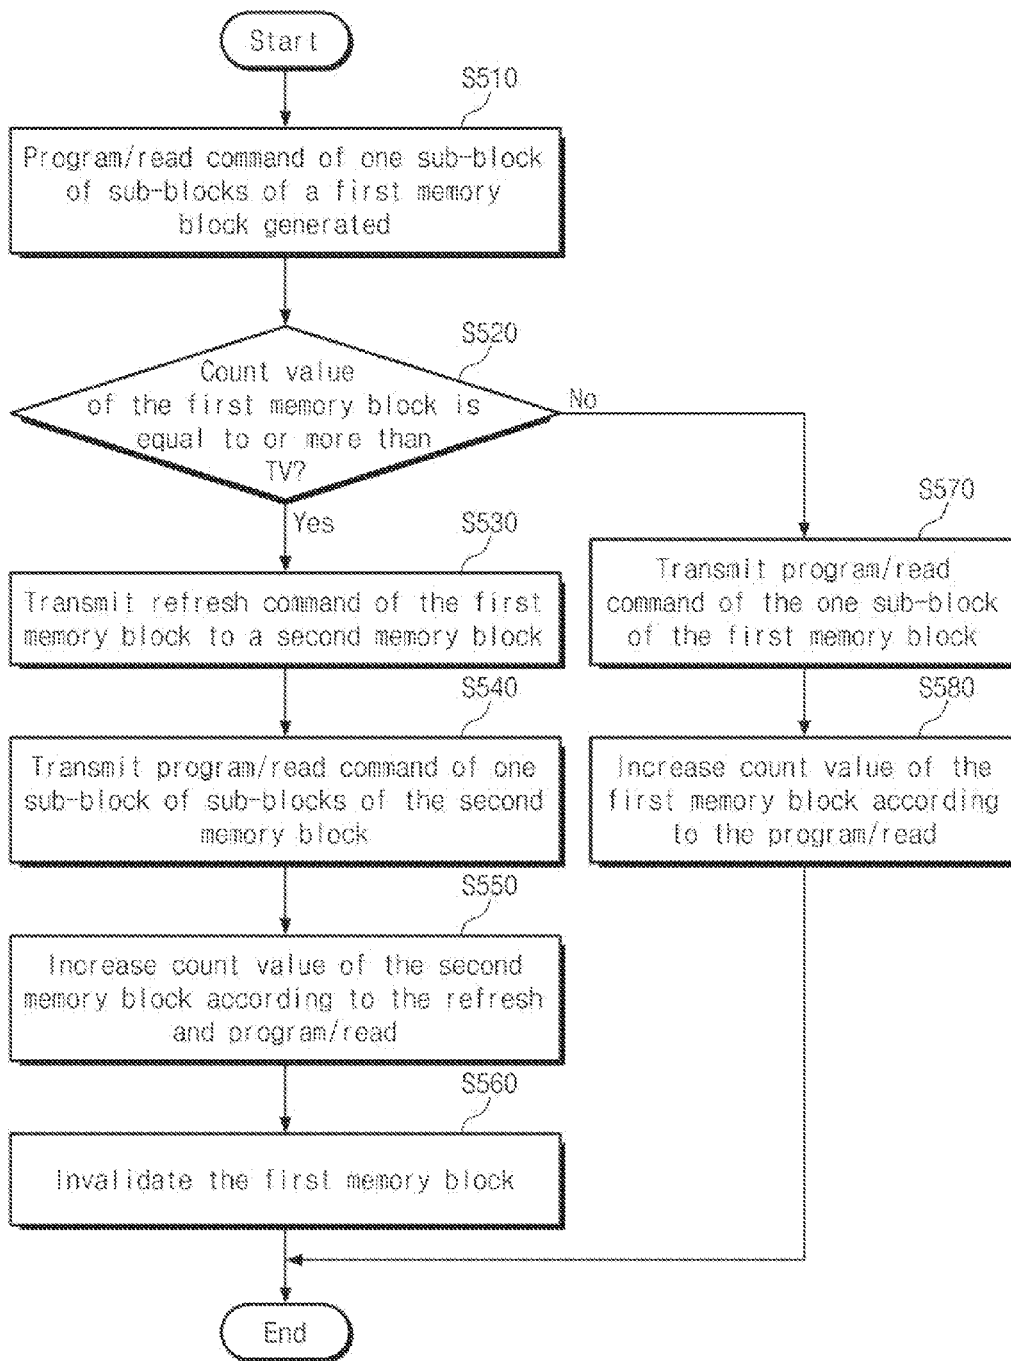 Start
S510
Program/read command of one sub-block
of sub-blocks of a first memory
block generated
S520
Count value
of the first memory block is
equal to or more than
TV?
No
Yes
S530
Transmit refresh command of the first
memory block to a second memory block
S540
Transmit program/read command of one
sub-block of sub-blocks of the second
memory block
S550
Increase count value of the second
memory block according to the refresh
and program/read
S560
Invalidate the first memory block
S570
Transmit program/read
command of the one sub-block
of the first memory block
S580
Increase count value of the
first memory block according
to the program/read
End